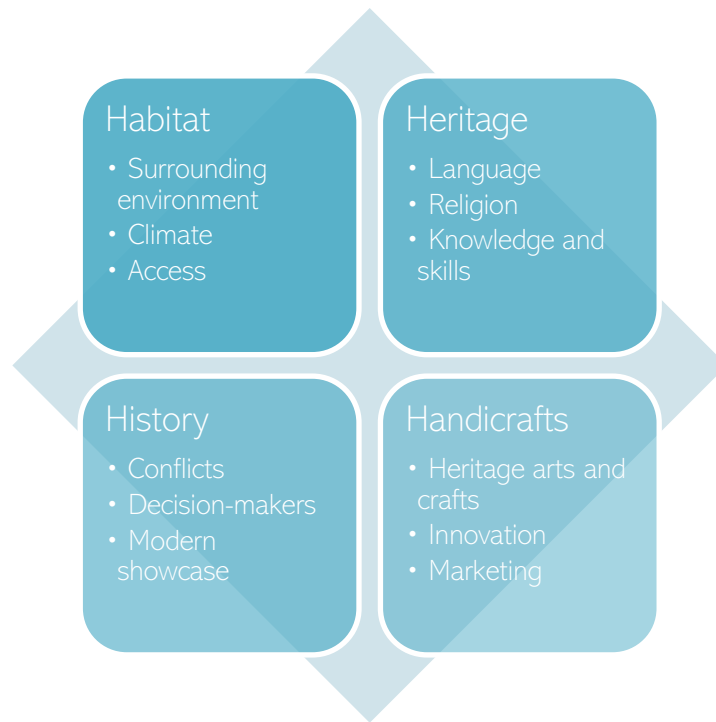 Habitat
• Surrounding
environment
• Climate
• Access
Heritage
• Language
• Religion
• Knowledge and
skills
History
• Conflicts
• Decision-makers
• Modern
showcase
Handicrafts
• Heritage arts and
crafts
• Innovation
• Marketing